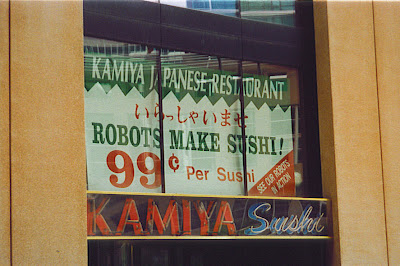 KAMIYA JAPANESE RESTAURANT
いらっしゃいませ
ROBOTS MAKE SUSHI!
99¢ Per Sushi
SEE OUR ROBOTS
IN ACTION
KAMIYA Sushi